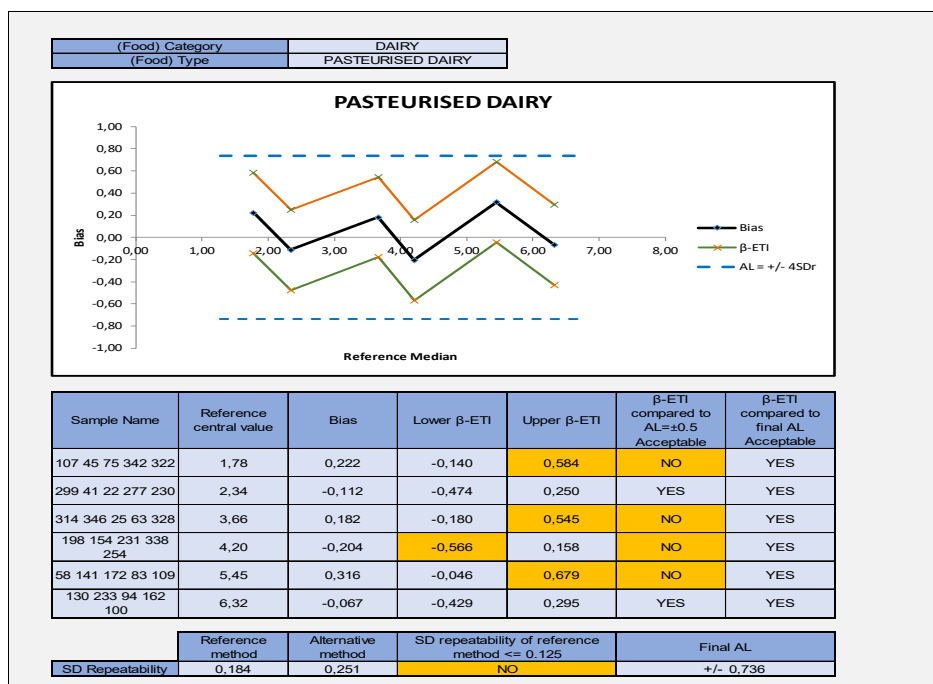 (Food) Category DAIRY
(Food) Type PASTEURISED DAIRY
PASTEURISED DAIRY
1,00
0,80
0,60
0,40
0,20
0,00
-0,20
-0,40
-0,60
-0,80
-1,00
0,00 1,00 2,00 3,00 4,00 5,00 6,00 7,00 8,00
Bias
Reference Median
Bias
β-ETI
AL = +/- 4SDr
Sample Name Reference central value Bias Lower β-ETI Upper β-ETI β-ETI compared to AL=±0.5 Acceptable β-ETI compared to final AL Acceptable
107 45 75 342 322 1,78 0,222 -0,140 0,584 NO YES
299 41 22 277 230 2,34 -0,112 -0,474 0,250 YES YES
314 346 25 63 328 3,66 0,182 -0,180 0,545 NO YES
198 154 231 338 254 4,20 -0,204 -0,566 0,158 NO YES
58 141 172 83 109 5,45 0,316 -0,046 0,679 NO YES
130 233 94 162 100 6,32 -0,067 -0,429 0,295 YES YES
Reference method Alternative method SD repeatability of reference method <= 0.125 Final AL
SD Repeatability 0,184 0,251 NO +/- 0,736